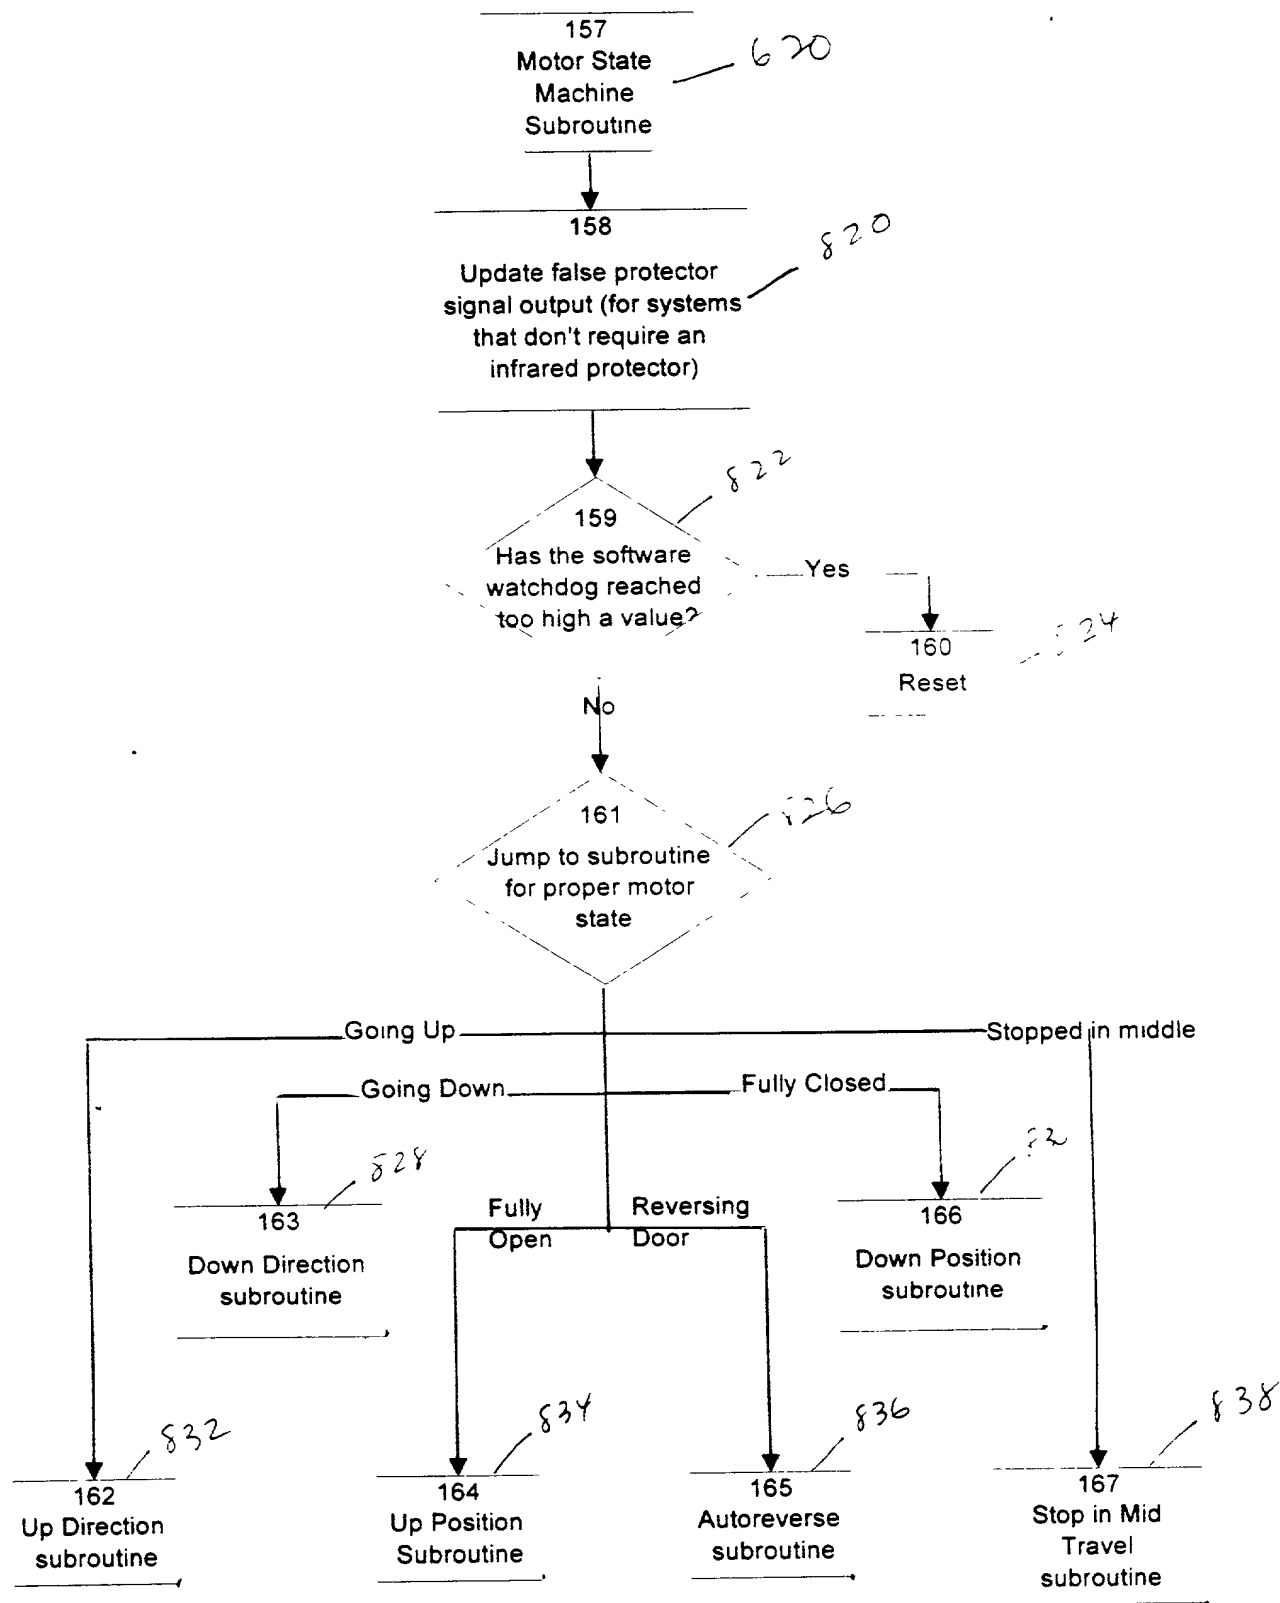 157
Motor State
Machine
Subroutine
620
158
Update false protector
signal output (for systems
that don't require an
infrared protector)
820
159
Has the software
watchdog reached
too high a value?
822
Yes
160
Reset
824
No
161
Jump to subroutine
for proper motor
state
826
Going Up
Stopped in middle
Going Down
Fully Closed
163
Down Direction
subroutine
828
Fully
Open
Reversing
Door
166
Down Position
subroutine
162
Up Direction
subroutine
832
164
Up Position
Subroutine
834
165
Autoreverse
subroutine
836
167
Stop in Mid
Travel
subroutine
838